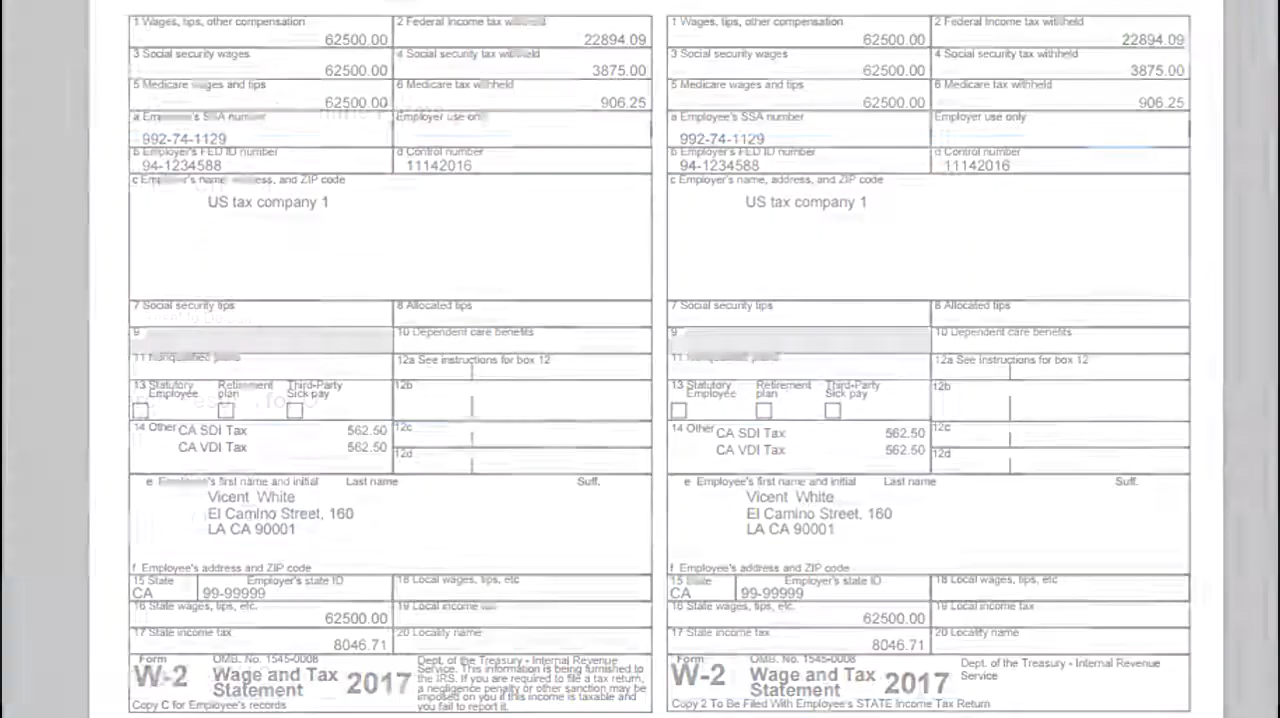 1 Wages, tips, other compensation
2 Federal Income tax withheld
62500.00
22894.09
3 Social security wages
4 Social security tax withheld
62500.00
3875.00
5 Medicare wages and tips
6 Medicare tax withheld
62500.00
906.25
a Employee's SSA number
Employer use only
992-74-1129
b Employer's FED ID number
d Control number
94-1234588
11142016
c Employer's name, address, and ZIP code
US tax company 1
7 Social security tips
8 Allocated tips
9
10 Dependent care benefits
11 Nonqualified plans
12a See instructions for box 12
13 Statutory Employee
Retirement plan
Third-Party Sick pay
12b
14 Other CA SDI Tax 562.50
12c
CA VDI Tax 562.50
12d
e Employee's first name and initial Last name Suff.
Vicent White
El Camino Street, 160
LA CA 90001
f Employee's address and ZIP code
15 State
Employer's state ID
18 Local wages, tips, etc
CA
99-99999
16 State wages, tips, etc.
19 Local income tax
62500.00
17 State income tax
20 Locality name
8046.71
Form
W-2
OMB. No. 1545-0008
Wage and Tax
Statement
2017
Dept. of the Treasury - Internal Revenue
Service. This information is being furnished to
the IRS. If you are required to file a tax return,
a negligence penalty or other sanction may be
imposed on you if this income is taxable and
you fail to report it.
Copy C for Employee's records
1 Wages, tips, other compensation
2 Federal Income tax withheld
62500.00
22894.09
3 Social security wages
4 Social security tax withheld
62500.00
3875.00
5 Medicare wages and tips
6 Medicare tax withheld
62500.00
906.25
a Employee's SSA number
Employer use only
992-74-1129
b Employer's FED ID number
d Control number
94-1234588
11142016
c Employer's name, address, and ZIP code
US tax company 1
7 Social security tips
8 Allocated tips
9
10 Dependent care benefits
11
12a See instructions for box 12
13 Statutory Employee
Retirement plan
Third-Party Sick pay
12b
14 Other CA SDI Tax 562.50
12c
CA VDI Tax 562.50
12d
e Employee's first name and initial Last name Suff.
Vicent White
El Camino Street, 160
LA CA 90001
f Employee's address and ZIP code
15 State
Employer's state ID
18 Local wages, tips, etc
CA
99-99999
16 State wages, tips, etc.
19 Local income tax
62500.00
17 State income tax
20 Locality name
8046.71
Form
W-2
OMB. No. 1545-0008
Wage and Tax
Statement
2017
Dept. of the Treasury - Internal Revenue
Service
Copy 2 To Be Filed With Employee's STATE Income Tax Return